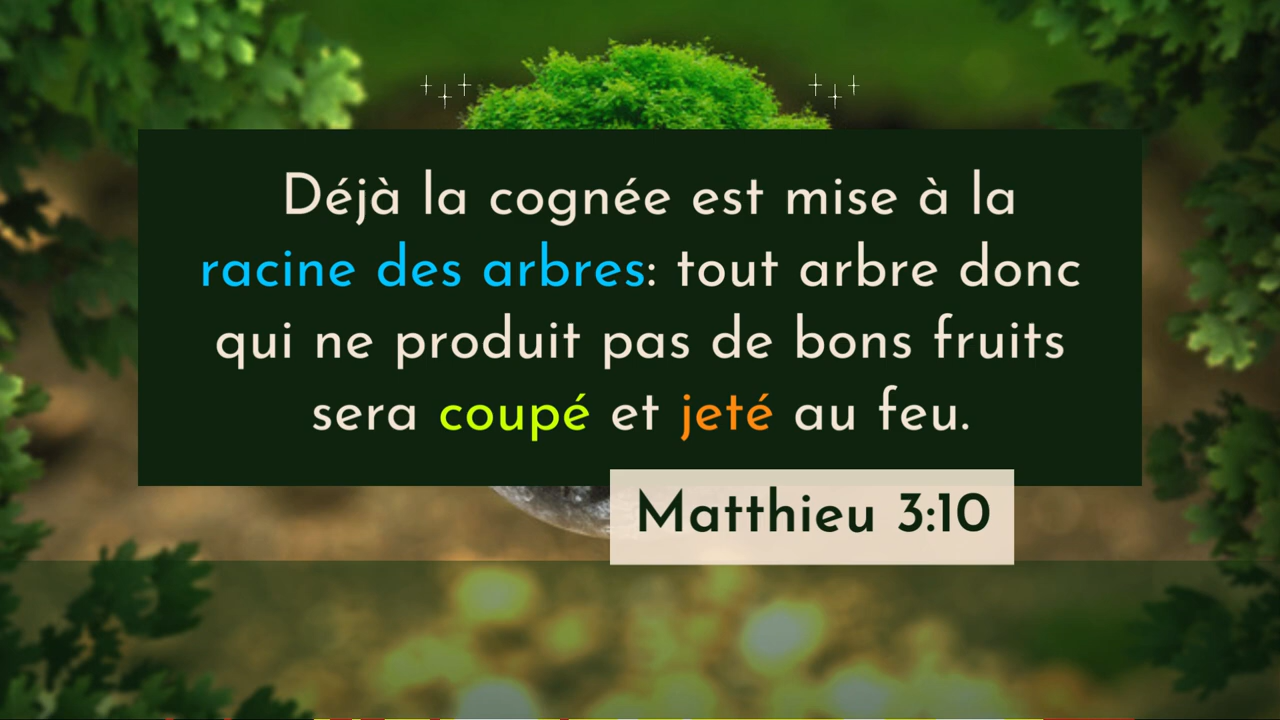 Déjà la cognée est mise à la
racine des arbres: tout arbre donc
qui ne produit pas de bons fruits
sera coupé et jeté au feu.
Matthieu 3:10